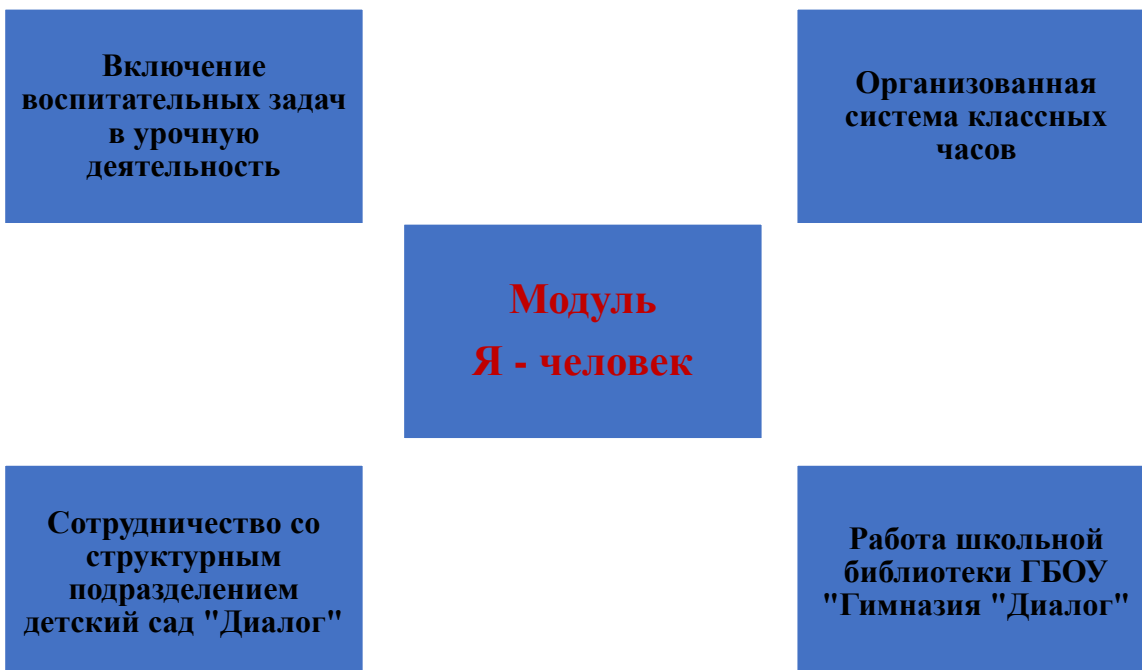 Включение
воспитательных задач
в урочную
деятельность
Организованная
система классных
часов
Модуль
Я - человек
Сотрудничество со
структурным
подразделением
детский сад "Диалог"
Работа школьной
библиотеки ГБОУ
"Гимназия "Диалог"